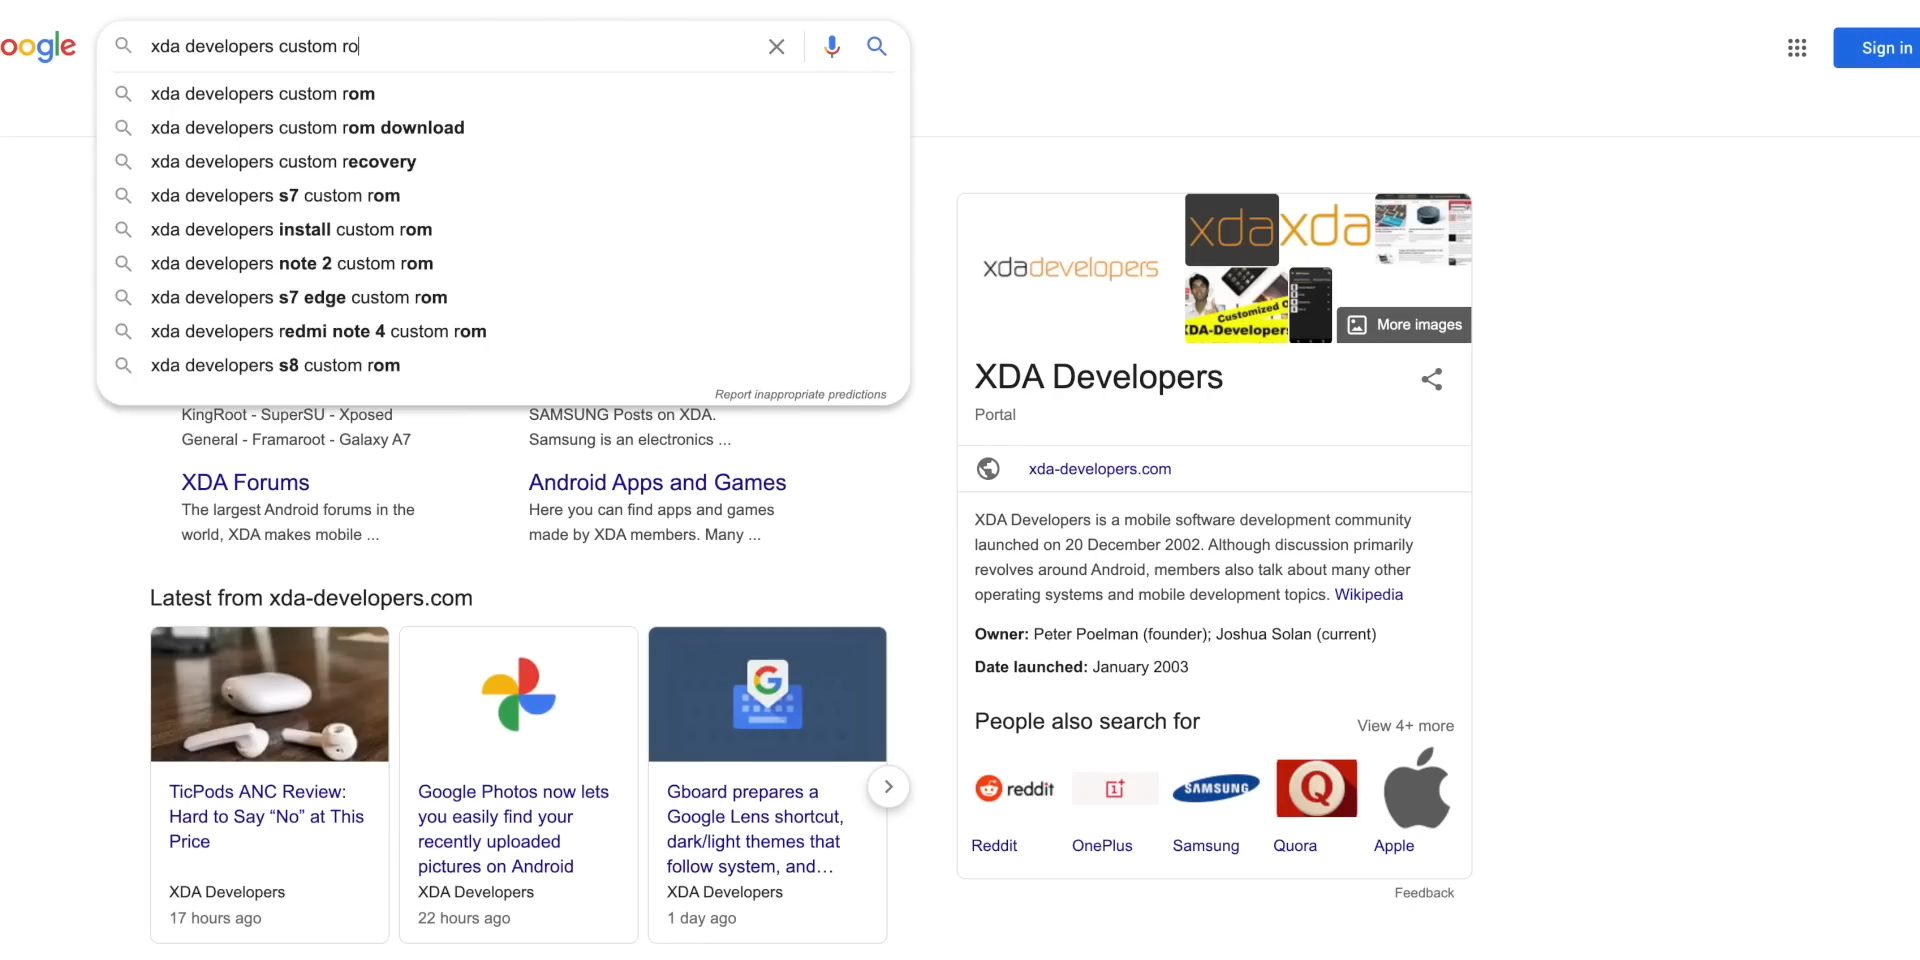 oogle
xda developers custom ro
Sign in
xda developers custom rom
xda developers custom rom download
xda developers custom recovery
xda developers s7 custom rom
xda developers install custom rom
xda developers note 2 custom rom
xda developers s7 edge custom rom
xda developers redmi note 4 custom rom
xda developers s8 custom rom
Report inappropriate predictions
KingRoot - SuperSU - Xposed
General - Framaroot - Galaxy A7
SAMSUNG Posts on XDA.
Samsung is an electronics ...
XDA Forums
The largest Android forums in the
world, XDA makes mobile ...
Android Apps and Games
Here you can find apps and games
made by XDA members. Many ...
Latest from xda-developers.com
TicPods ANC Review:
Hard to Say “No” at This
Price
XDA Developers
17 hours ago
Google Photos now lets
you easily find your
recently uploaded
pictures on Android
XDA Developers
22 hours ago
Gboard prepares a
Google Lens shortcut,
dark/light themes that
follow system, and…
XDA Developers
1 day ago
xdadevelopers
xda
xda
Customized
XDA-Developers
More images
XDA Developers
Portal
xda-developers.com
XDA Developers is a mobile software development community
launched on 20 December 2002. Although discussion primarily
revolves around Android, members also talk about many other
operating systems and mobile development topics. Wikipedia
Owner: Peter Poelman (founder); Joshua Solan (current)
Date launched: January 2003
People also search for
View 4+ more
reddit
SAMSUNG
Q
Reddit
OnePlus
Samsung
Quora
Apple
Feedback